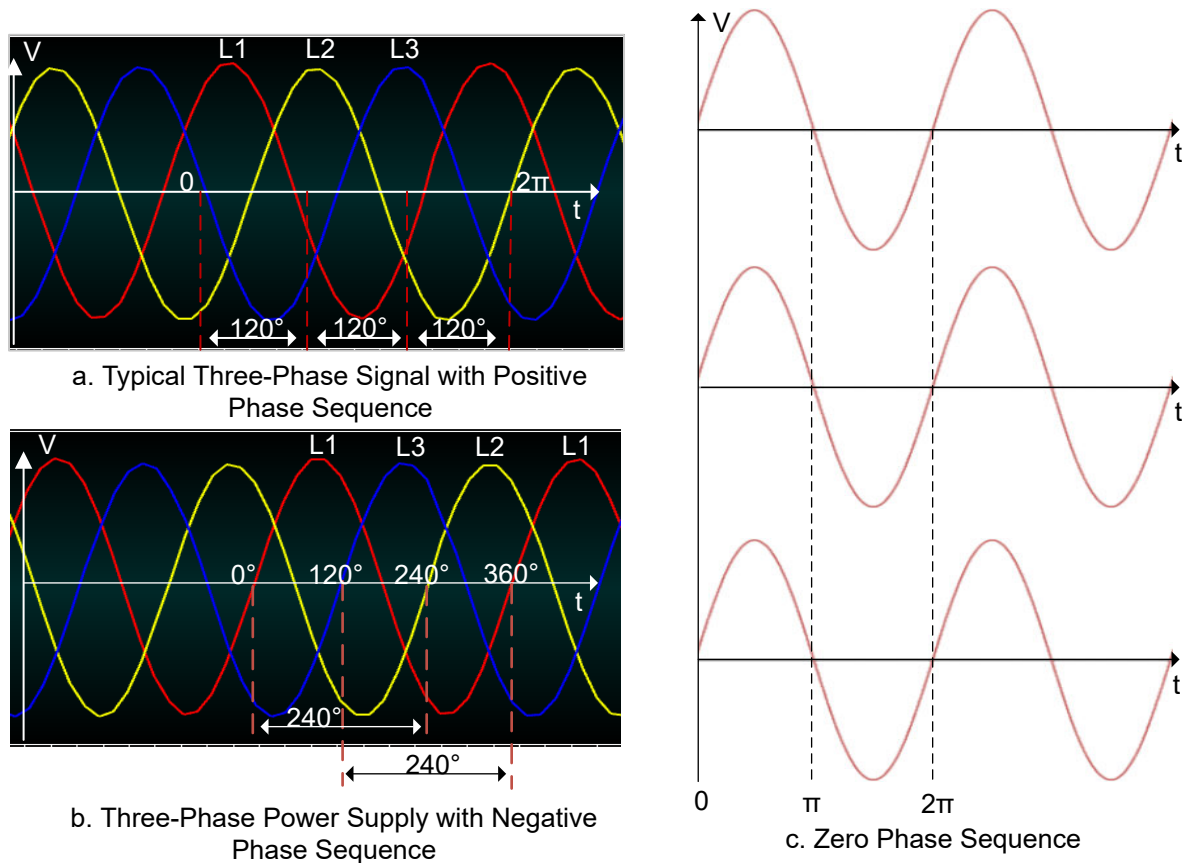 V
L1 L2 L3
0 2π
t
120° 120° 120°
a. Typical Three-Phase Signal with Positive
Phase Sequence
V
L1 L3 L2 L1
0° 120° 240° 360°
t
240°
240°
b. Three-Phase Power Supply with Negative
Phase Sequence
V
t
t
t
0 π 2π
c. Zero Phase Sequence